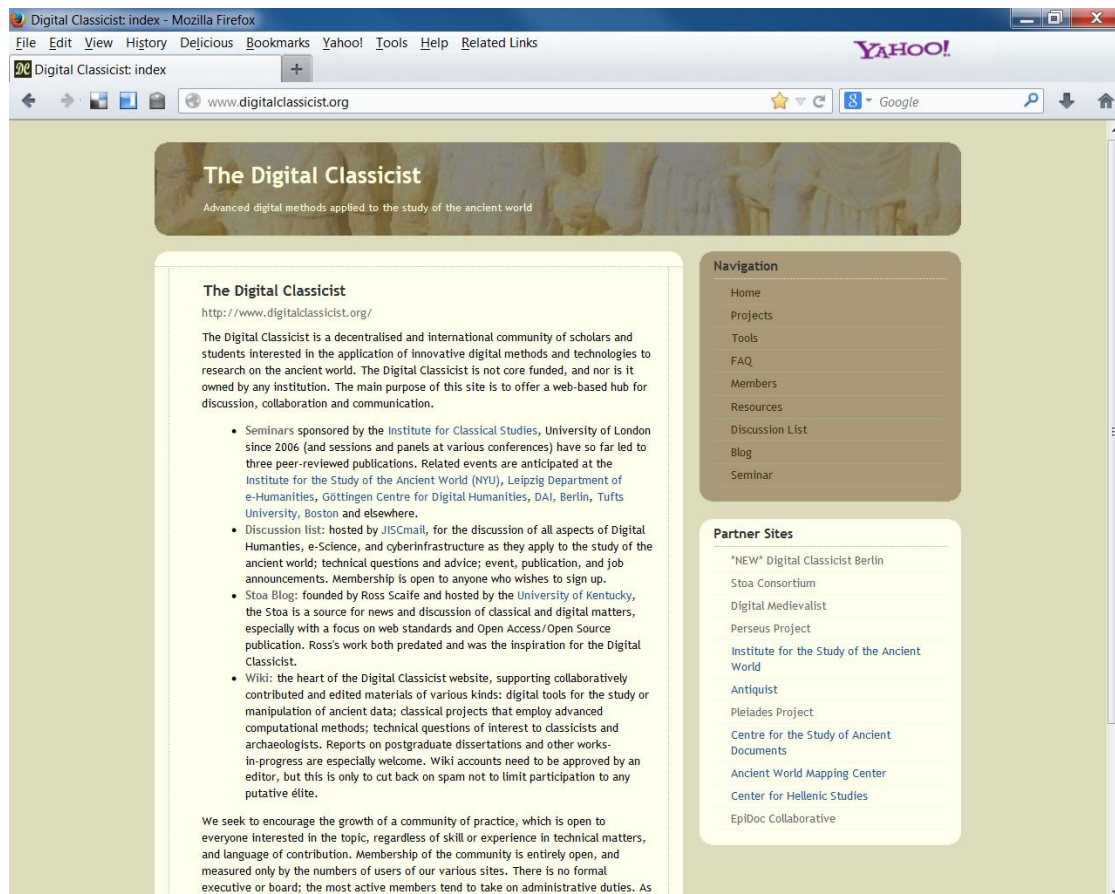 Digital Classicist: index - Mozilla Firefox
File Edit View History Delicious Bookmarks Yahoo! Tools Help Related Links
YAHOO!
Digital Classicist: index
www.digitalclassicist.org
Google
The Digital Classicist
Advanced digital methods applied to the study of the ancient world
The Digital Classicist
http://www.digitalclassicist.org/
The Digital Classicist is a decentralised and international community of scholars and
students interested in the application of innovative digital methods and technologies to
research on the ancient world. The Digital Classicist is not core funded, and nor is it
owned by any institution. The main purpose of this site is to offer a web-based hub for
discussion, collaboration and communication.
• Seminars sponsored by the Institute for Classical Studies, University of London
since 2006 (and sessions and panels at various conferences) have so far led to
three peer-reviewed publications. Related events are anticipated at the
Institute for the Study of the Ancient World (NYU), Leipzig Department of
e-Humanities, Göttingen Centre for Digital Humanities, DAI, Berlin, Tufts
University, Boston and elsewhere.
• Discussion list: hosted by JISCmail, for the discussion of all aspects of Digital
Humanties, e-Science, and cyberinfrastructure as they apply to the study of the
ancient world; technical questions and advice; event, publication, and job
announcements. Membership is open to anyone who wishes to sign up.
• Stoa Blog: founded by Ross Scaife and hosted by the University of Kentucky,
the Stoa is a source for news and discussion of classical and digital matters,
especially with a focus on web standards and Open Access/Open Source
publication. Ross's work both predated and was the inspiration for the Digital
Classicist.
• Wiki: the heart of the Digital Classicist website, supporting collaboratively
contributed and edited materials of various kinds: digital tools for the study or
manipulation of ancient data; classical projects that employ advanced
computational methods; technical questions of interest to classicists and
archaeologists. Reports on postgraduate dissertations and other works-
in-progress are especially welcome. Wiki accounts need to be approved by an
editor, but this is only to cut back on spam not to limit participation to any
putative élite.
We seek to encourage the growth of a community of practice, which is open to
everyone interested in the topic, regardless of skill or experience in technical matters,
and language of contribution. Membership of the community is entirely open, and
measured only by the numbers of users of our various sites. There is no formal
executive or board; the most active members tend to take on administrative duties. As
Navigation
Home
Projects
Tools
FAQ
Members
Resources
Discussion List
Blog
Seminar
Partner Sites
*NEW* Digital Classicist Berlin
Stoa Consortium
Digital Medievalist
Perseus Project
Institute for the Study of the Ancient
World
Antiquist
Pleiades Project
Centre for the Study of Ancient
Documents
Ancient World Mapping Center
Center for Hellenic Studies
EpiDoc Collaborative